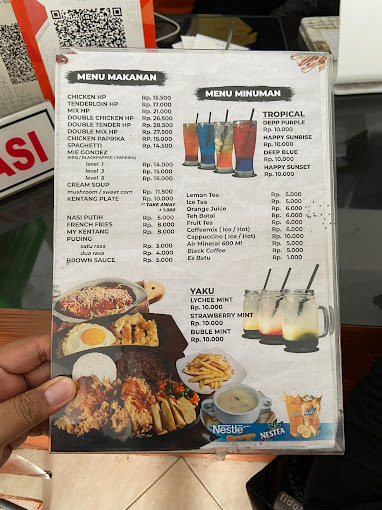 MENU MAKANAN
CHICKEN HP Rp. 15.500
TENDERLOIN HP Rp. 17.000
MIX HP Rp. 21.000
DOUBLE CHICKEN HP Rp. 26.500
DOUBLE TENDER HP Rp. 28.500
DOUBLE MIX HP Rp. 27.500
CHICKEN PAPRIKA Rp. 15.500
SPAGHETTI Rp. 14.500
MIE GONDEZ
(BBQ / BLACKPAPPER / PAPRIKA)
level 1 Rp. 14.000
level 3 Rp. 15.000
level 5 Rp. 16.000
CREAM SOUP
mushroom / sweet corn Rp. 11.500
KENTANG PLATE Rp. 10.000
** TAKE AWAY
+ 1.000
NASI PUTIH Rp. 5.000
FRENCH FRIES Rp. 8.000
MY KENTANG Rp. 8.000
PUDING
satu rasa Rp. 3.000
dua rasa Rp. 4.000
BROWN SAUCE Rp. 5.000
MENU MINUMAN
TROPICAL
DEPP PURPLE
Rp. 10.000
HAPPY SUNRISE
Rp. 10.000
DEEP BLUE
Rp. 10.000
HAPPY SUNSET
Rp. 10.000
Lemon Tea Rp. 5.000
Ice Tea Rp. 5.000
Orange Juice Rp. 6.000
Teh Botol Rp. 6.000
Fruit Tea Rp. 6.000
Coffeemix ( Ice / Hot) Rp. 6.000
Cappuccino ( Ice / Hot) Rp. 10.000
Air Mineral 600 Ml Rp. 5.000
Black Coffee Rp. 5.000
Es Batu Rp. 1.000
YAKU
LYCHEE MINT
Rp. 10.000
STRAWBERRY MINT
Rp. 10.000
BUBLE MINT
Rp. 10.000
Nestle
Orange
NESTEA
ASI